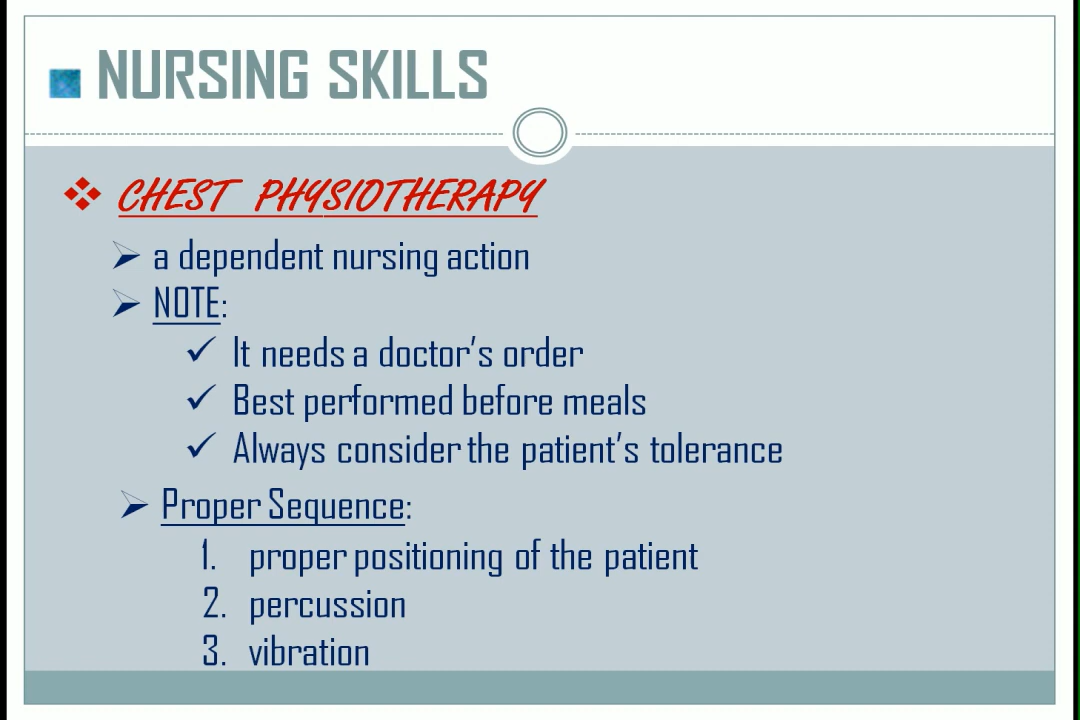 NURSING SKILLS
CHEST PHYSIOTHERAPY
a dependent nursing action
NOTE:
It needs a doctor's order
Best performed before meals
Always consider the patient's tolerance
Proper Sequence:
1. proper positioning of the patient
2. percussion
3. vibration